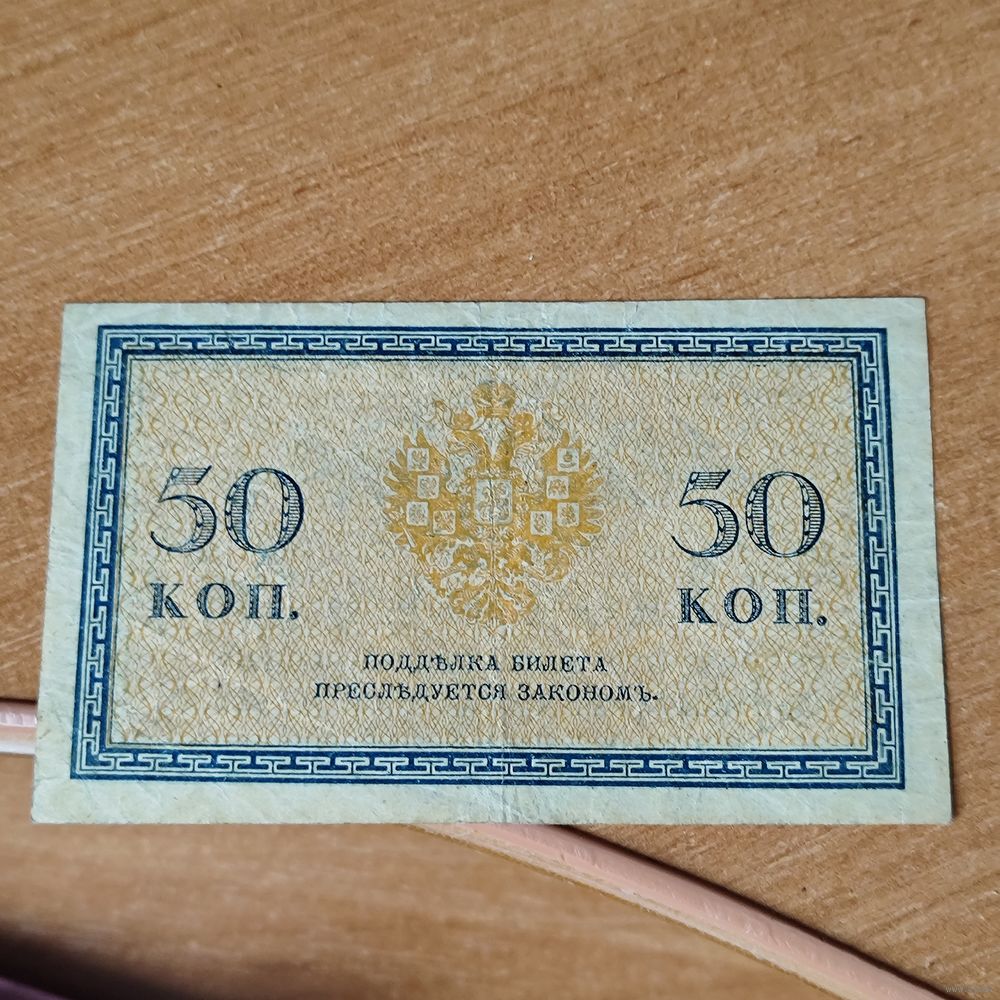 50 50
КОП. КОП.
ПОДДѢЛКА БИЛЕТА
ПРЕСЛѢДУЕТСЯ ЗАКОНОМЪ.